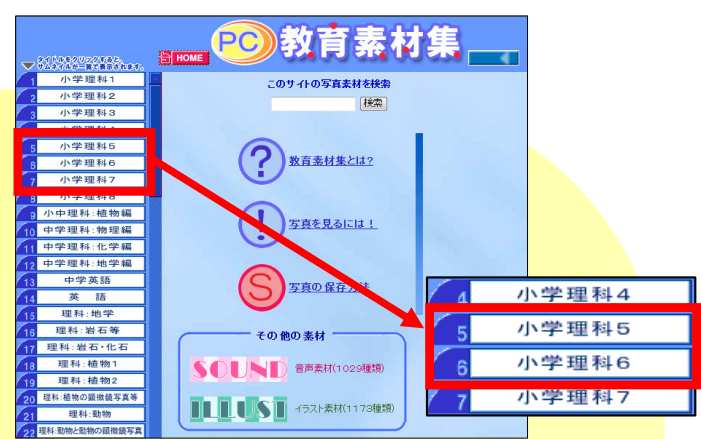 PC 教育素材集
HOME
タイトルをクリックすると、
サムネイルが一覧で表示されます。
1 小学理科1
2 小学理科2
3 小学理科3
5 小学理科5
6 小学理科6
7 小学理科7
8 小学理科8
9 小中理科:植物編
10 中学理科:物理編
11 中学理科:化学編
12 中学理科:地学編
13 中学英語
14 英 語
15 理科:地学
16 理科:岩石等
17 理科:岩石・化石
18 理科:植物1
19 理科:植物2
20 理科:植物の顕微鏡写真等
21 理科:動物
22 理科:動物と動物の顕微鏡写真
このサイトの写真素材を検索
検索
? 教育素材集とは?
! 写真を見るには!
S 写真の保存方法
その他の素材
SOUND 音声素材(1029種類)
ILLUST イラスト素材(1173種類)
4 小学理科4
5 小学理科5
6 小学理科6
7 小学理科7